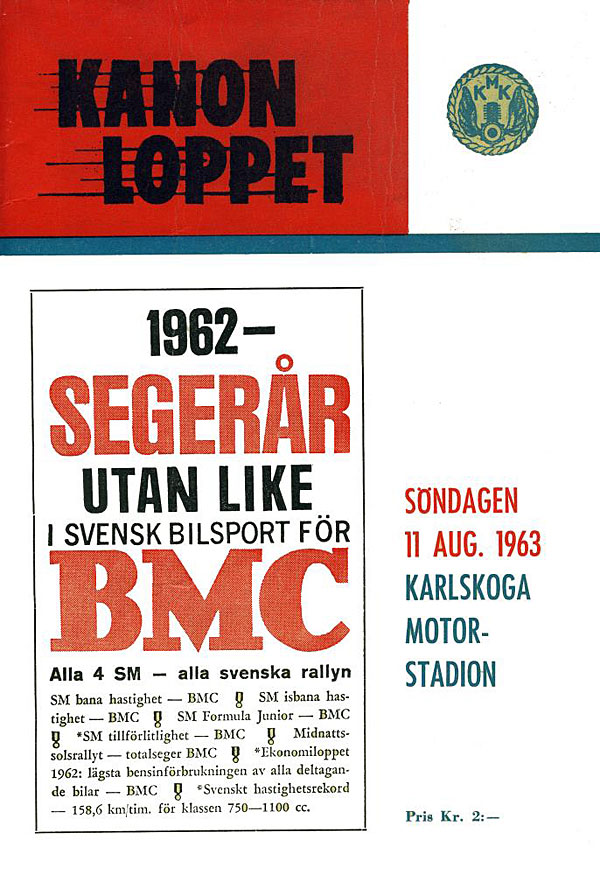 KANON
LOPPET
KMK
1962—
SEGERÅR
UTAN LIKE
I SVENSK BILSPORT FÖR
BMC
Alla 4 SM — alla svenska rallyn
SM bana hastighet — BMC SM isbana has-
tighet — BMC SM Formula Junior — BMC
*SM tillförlitlighet — BMC Midnatts-
solsrallyt — totalseger BMC *Ekonomiloppet
1962: lägsta bensinförbrukningen av alla deltagan-
de bilar — BMC *Svenskt hastighetsrekord
— 158,6 km/tim. för klassen 750—1100 cc.
SÖNDAGEN
11 AUG. 1963
KARLSKOGA
MOTOR-
STADION
Pris Kr. 2:—